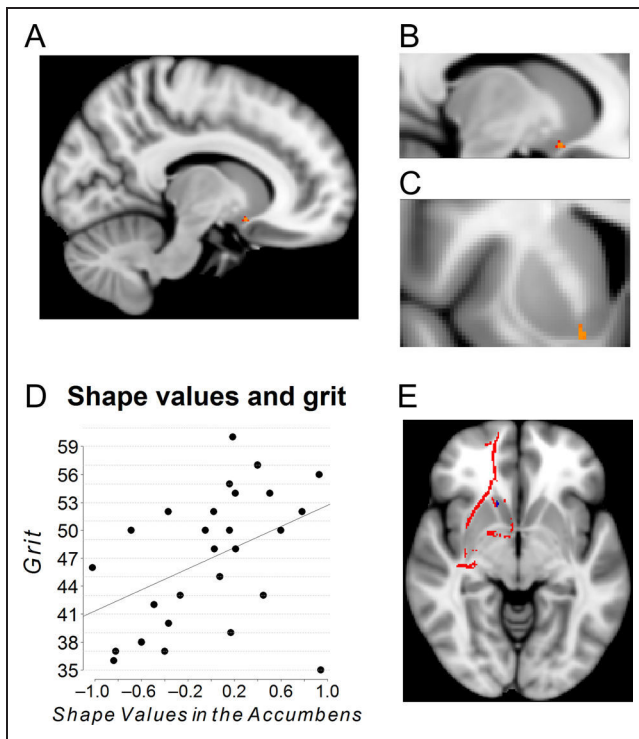 A
B
C
D Shape values and grit
Grit
59
56
53
50
47
44
41
38
35
−1.0 −0.6 −0.2 0.2 0.6 1.0
Shape Values in the Accumbens
E